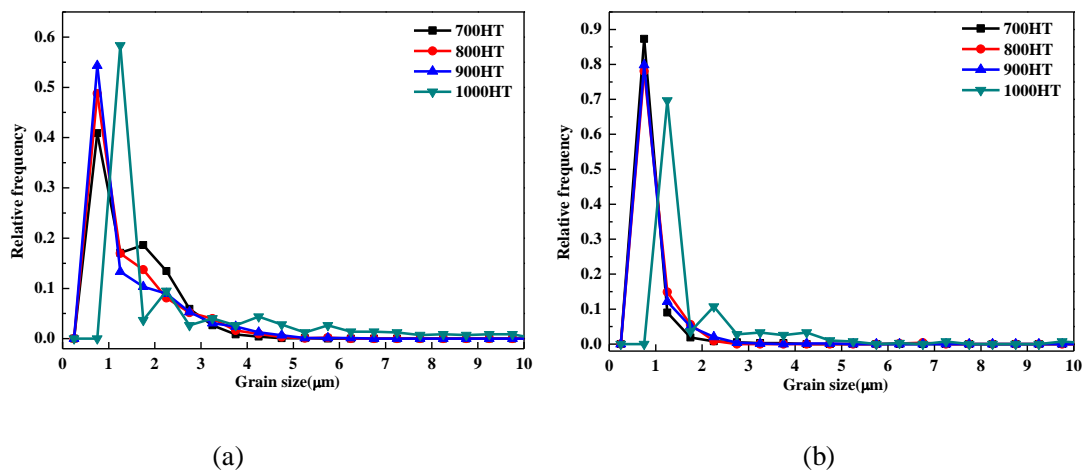 700HT
800HT
900HT
1000HT
0.6
0.5
0.4
0.3
0.2
0.1
0.0
Relative frequency
0 1 2 3 4 5 6 7 8 9 10
Grain size(μm)
(a)
700HT
800HT
900HT
1000HT
0.9
0.8
0.7
0.6
0.5
0.4
0.3
0.2
0.1
0.0
Relative frequency
0 1 2 3 4 5 6 7 8 9 10
Grain size(μm)
(b)